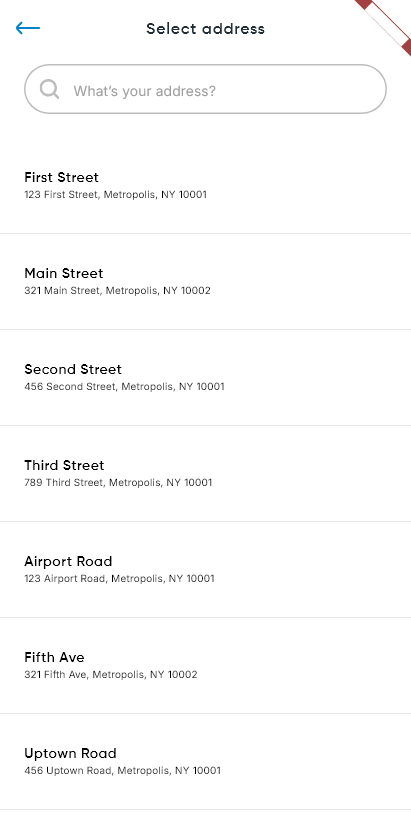 Select address
What's your address?
First Street
123 First Street, Metropolis, NY 10001
Main Street
321 Main Street, Metropolis, NY 10002
Second Street
456 Second Street, Metropolis, NY 10001
Third Street
789 Third Street, Metropolis, NY 10001
Airport Road
123 Airport Road, Metropolis, NY 10001
Fifth Ave
321 Fifth Ave, Metropolis, NY 10002
Uptown Road
456 Uptown Road, Metropolis, NY 10001